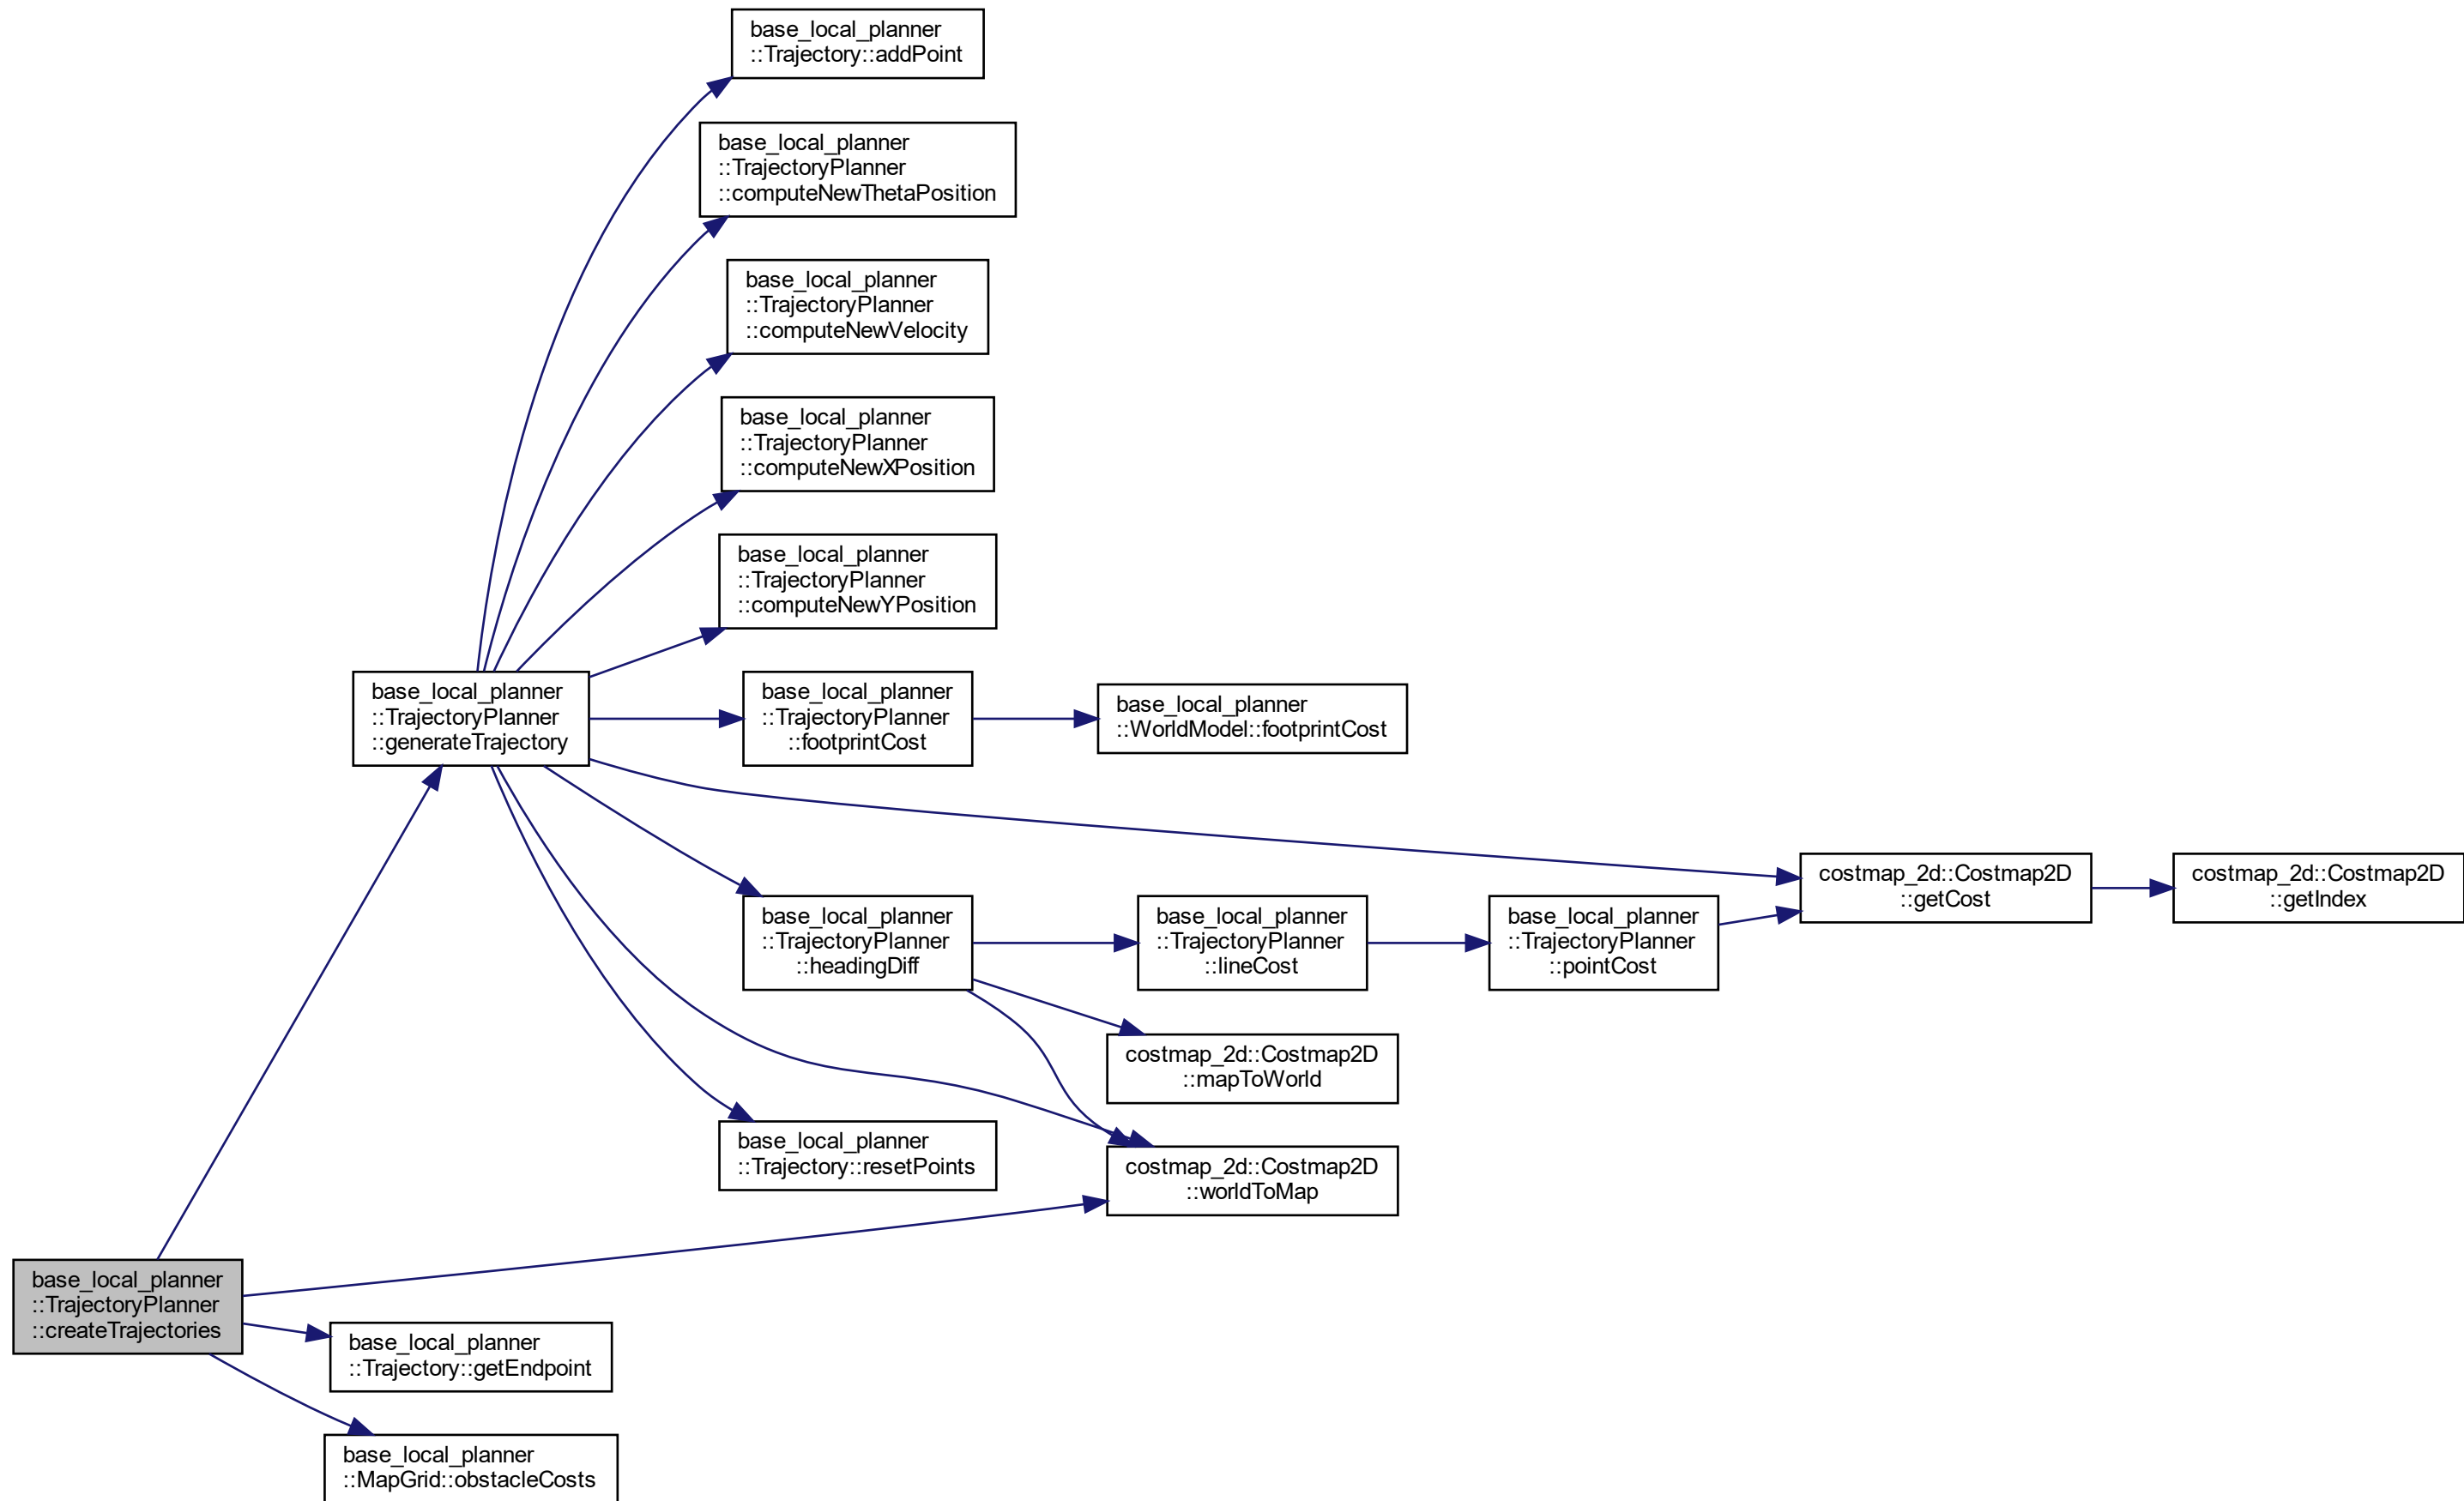 base_local_planner
::Trajectory::addPoint
base_local_planner
::TrajectoryPlanner
::computeNewThetaPosition
base_local_planner
::TrajectoryPlanner
::computeNewVelocity
base_local_planner
::TrajectoryPlanner
::computeNewXPosition
base_local_planner
::TrajectoryPlanner
::computeNewYPosition
base_local_planner
::TrajectoryPlanner
::generateTrajectory
base_local_planner
::TrajectoryPlanner
::footprintCost
base_local_planner
::WorldModel::footprintCost
costmap_2d::Costmap2D
::getCost
costmap_2d::Costmap2D
::getIndex
base_local_planner
::TrajectoryPlanner
::headingDiff
base_local_planner
::TrajectoryPlanner
::lineCost
base_local_planner
::TrajectoryPlanner
::pointCost
costmap_2d::Costmap2D
::mapToWorld
base_local_planner
::Trajectory::resetPoints
costmap_2d::Costmap2D
::worldToMap
base_local_planner
::TrajectoryPlanner
::createTrajectories
base_local_planner
::Trajectory::getEndpoint
base_local_planner
::MapGrid::obstacleCosts